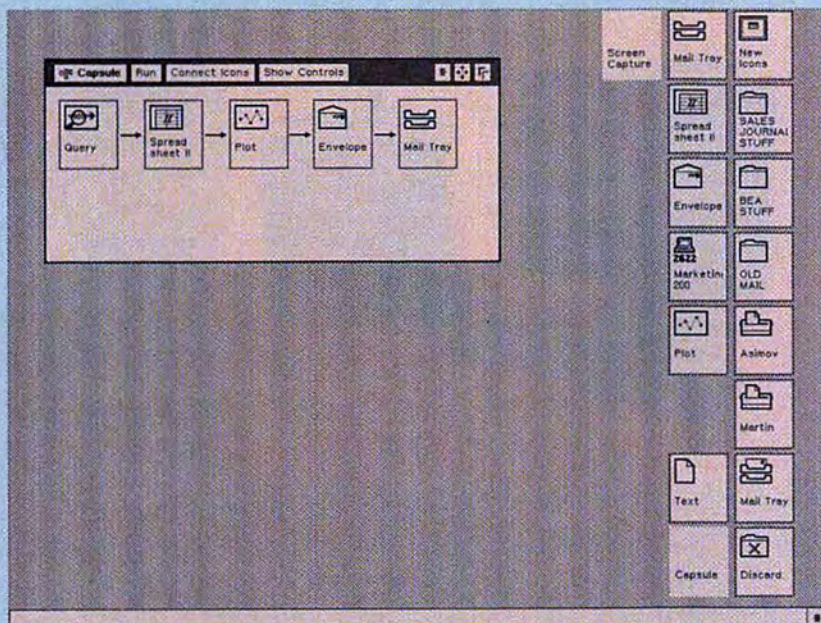 Capsule Run Connect Icons Show Controls
Query
Spread
sheet II
Plot
Envelope
Mail Tray
Screen
Capture
Mail Tray
New
Icons
Spread
sheet II
SALES
JOURNAL
STUFF
Envelope
BEA
STUFF
2622
Marketin
200
OLD
MAIL
Plot
Asimov
Martin
Text
Mail Tray
Capsule
Discard